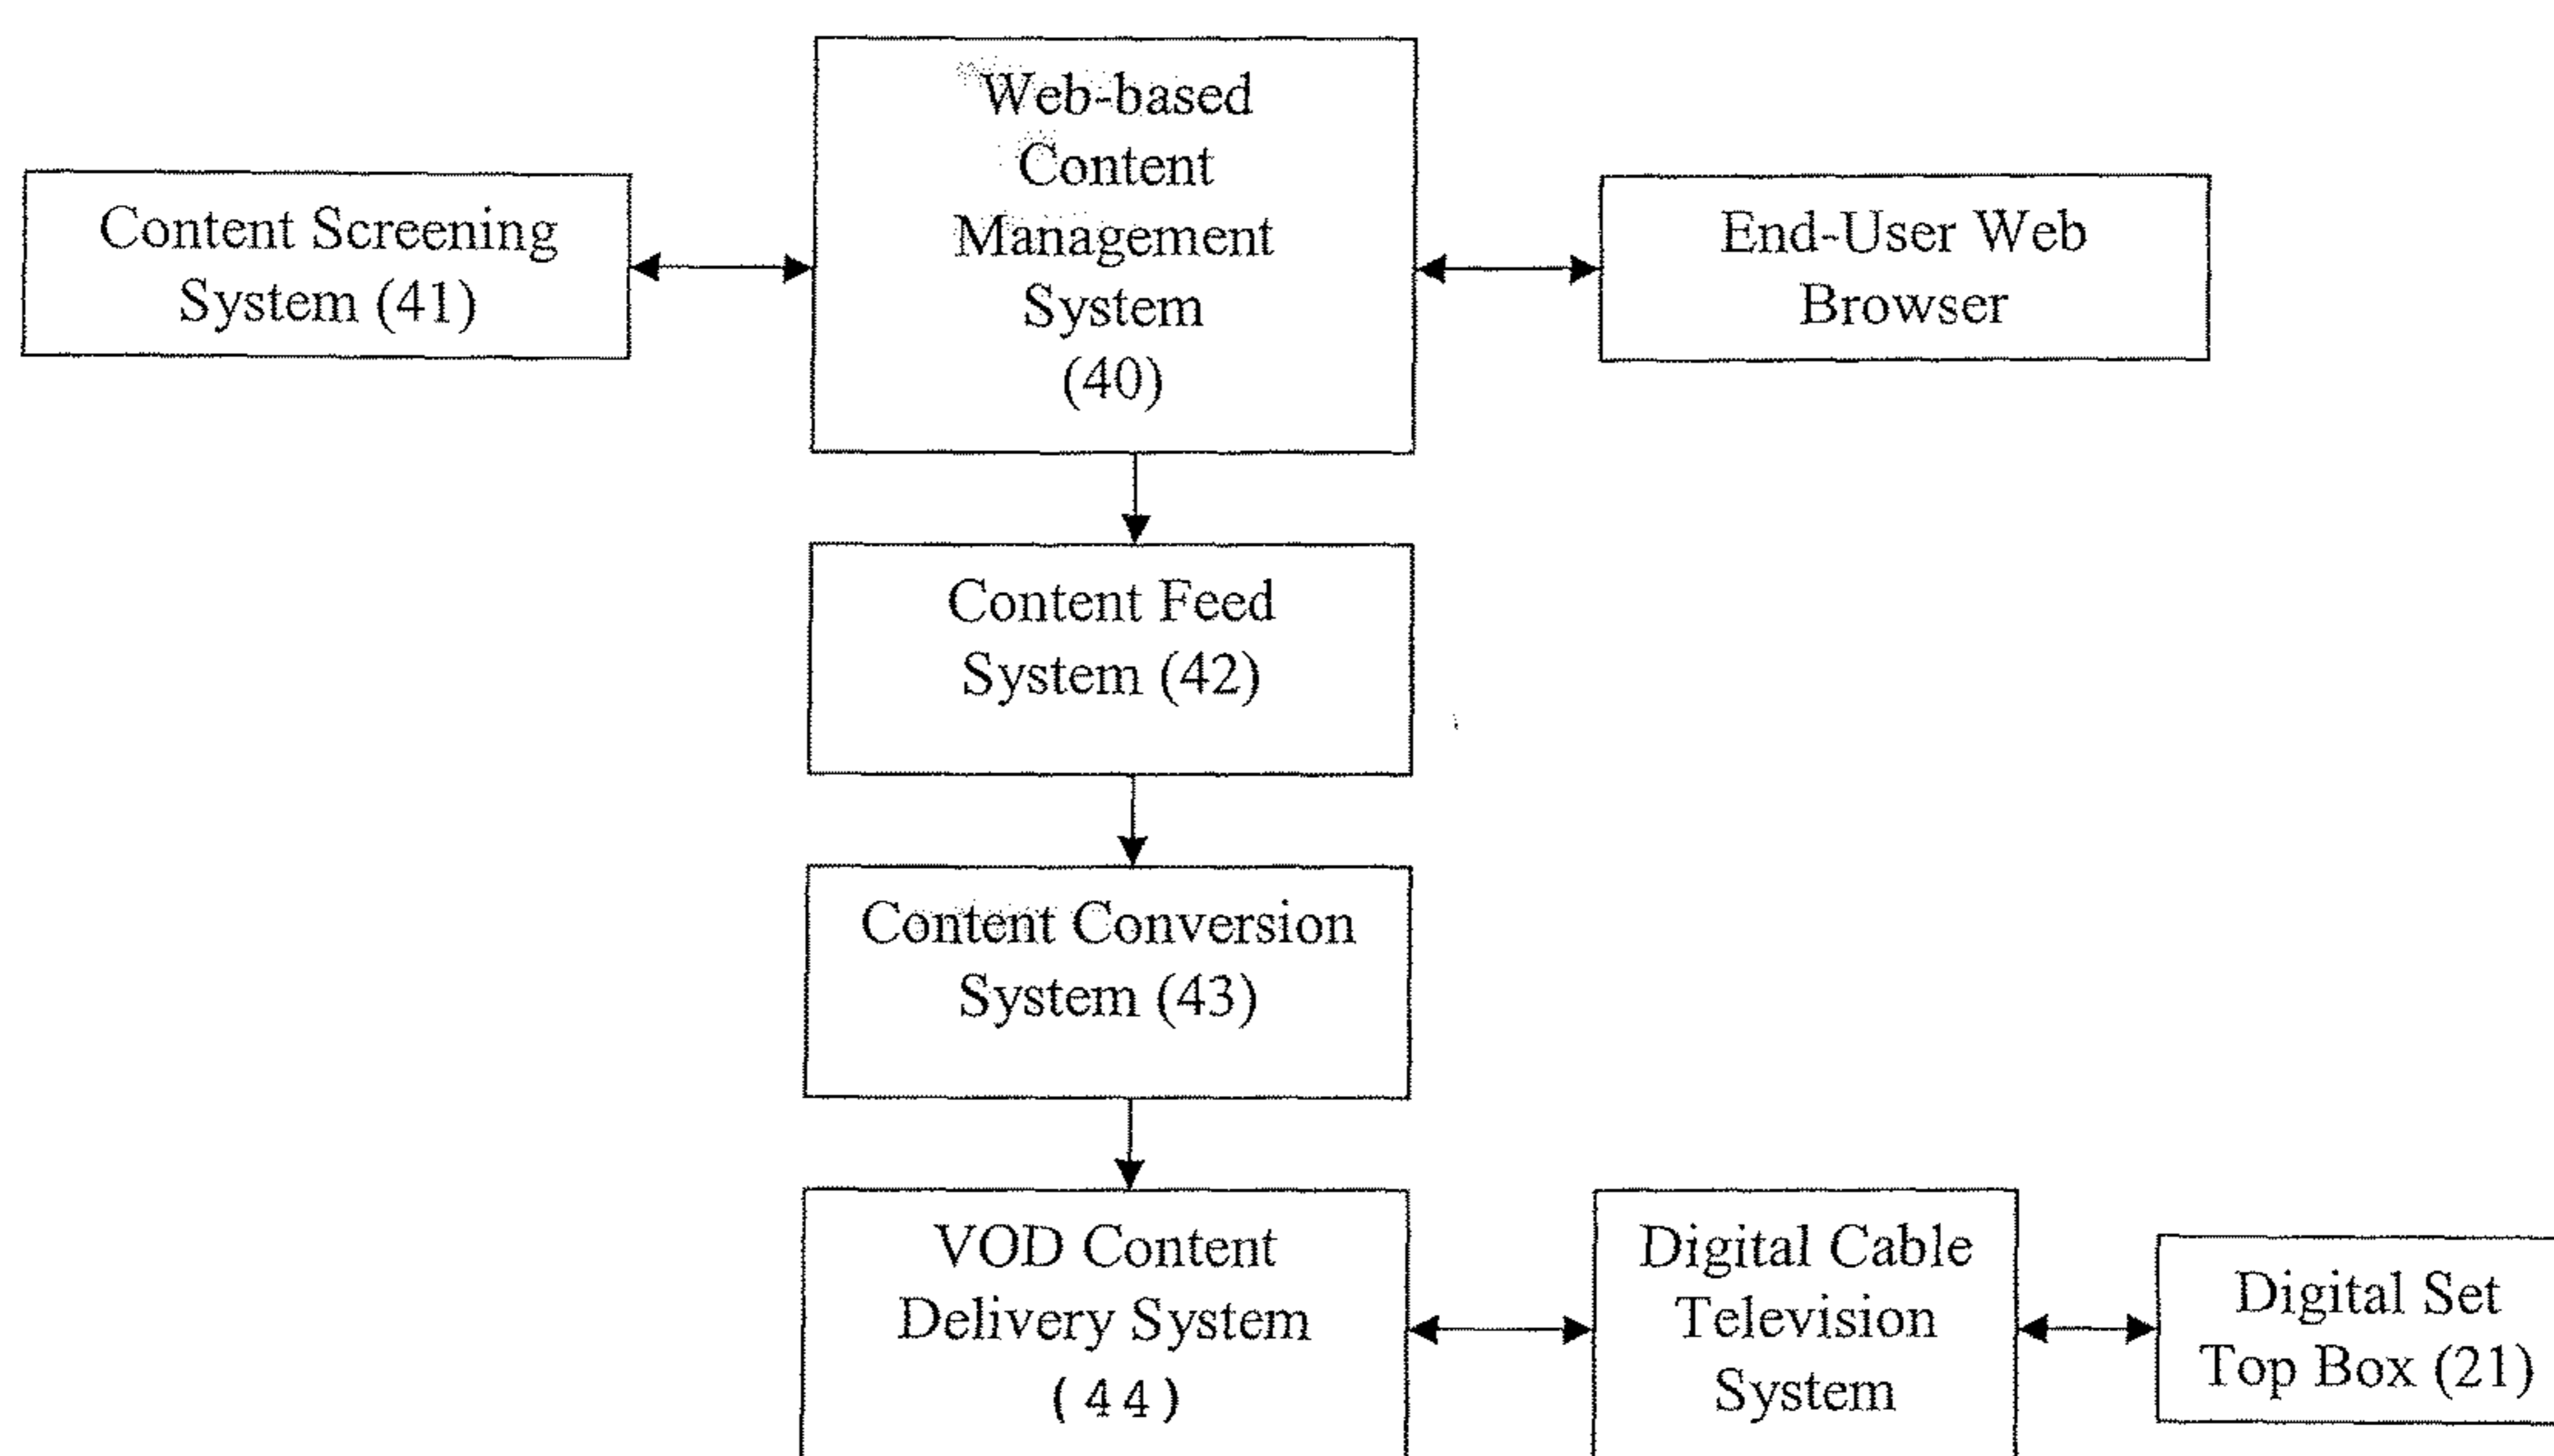 Web-based
Content
Management
System
(40)
Content Screening
System (41)
End-User Web
Browser
Content Feed
System (42)
Content Conversion
System (43)
VOD Content
Delivery System
(44)
Digital Cable
Television
System
Digital Set
Top Box (21)